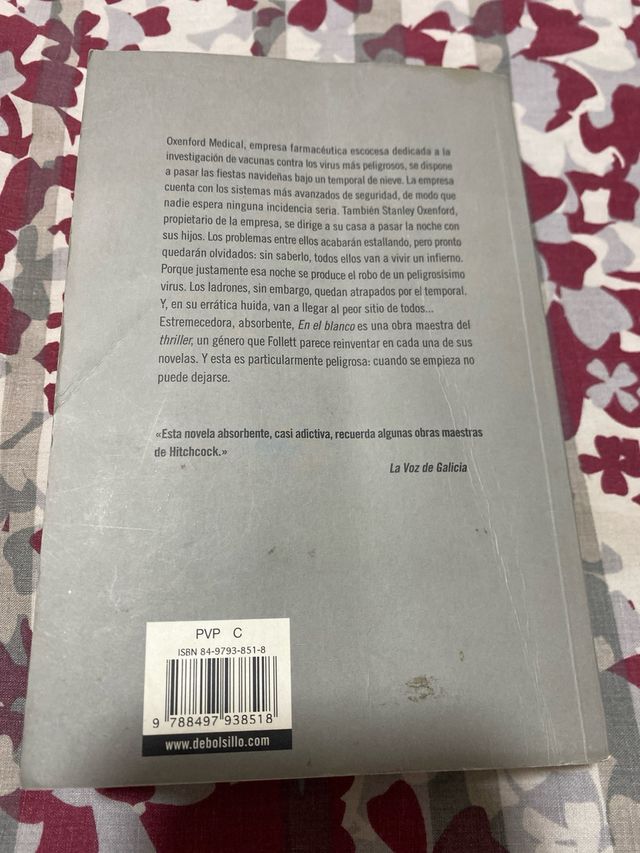 Oxenford Medical, empresa farmacéutica escocesa dedicada a la
investigación de vacunas contra los virus más peligrosos, se dispone
a pasar las fiestas navideñas bajo un temporal de nieve. La empresa
cuenta con los sistemas más avanzados de seguridad, de modo que
nadie espera ninguna incidencia seria. También Stanley Oxenford,
propietario de la empresa, se dirige a su casa a pasar la noche con
sus hijos. Los problemas entre ellos acabarán estallando, pero pronto
quedarán olvidados: sin saberlo, todos ellos van a vivir un infierno.
Porque justamente esa noche se produce el robo de un peligrosísimo
virus. Los ladrones, sin embargo, quedan atrapados por el temporal.
Y, en su errática huida, van a llegar al peor sitio de todos...
Estremecedora, absorbente, En el blanco es una obra maestra del
thriller, un género que Follett parece reinventar en cada una de sus
novelas. Y esta es particularmente peligrosa: cuando se empieza no
puede dejarse.
«Esta novela absorbente, casi adictiva, recuerda algunas obras maestras
de Hitchcock.»
La Voz de Galicia
PVP C
ISBN 84-9793-851-8
9 788497 938518
www.debolsillo.com